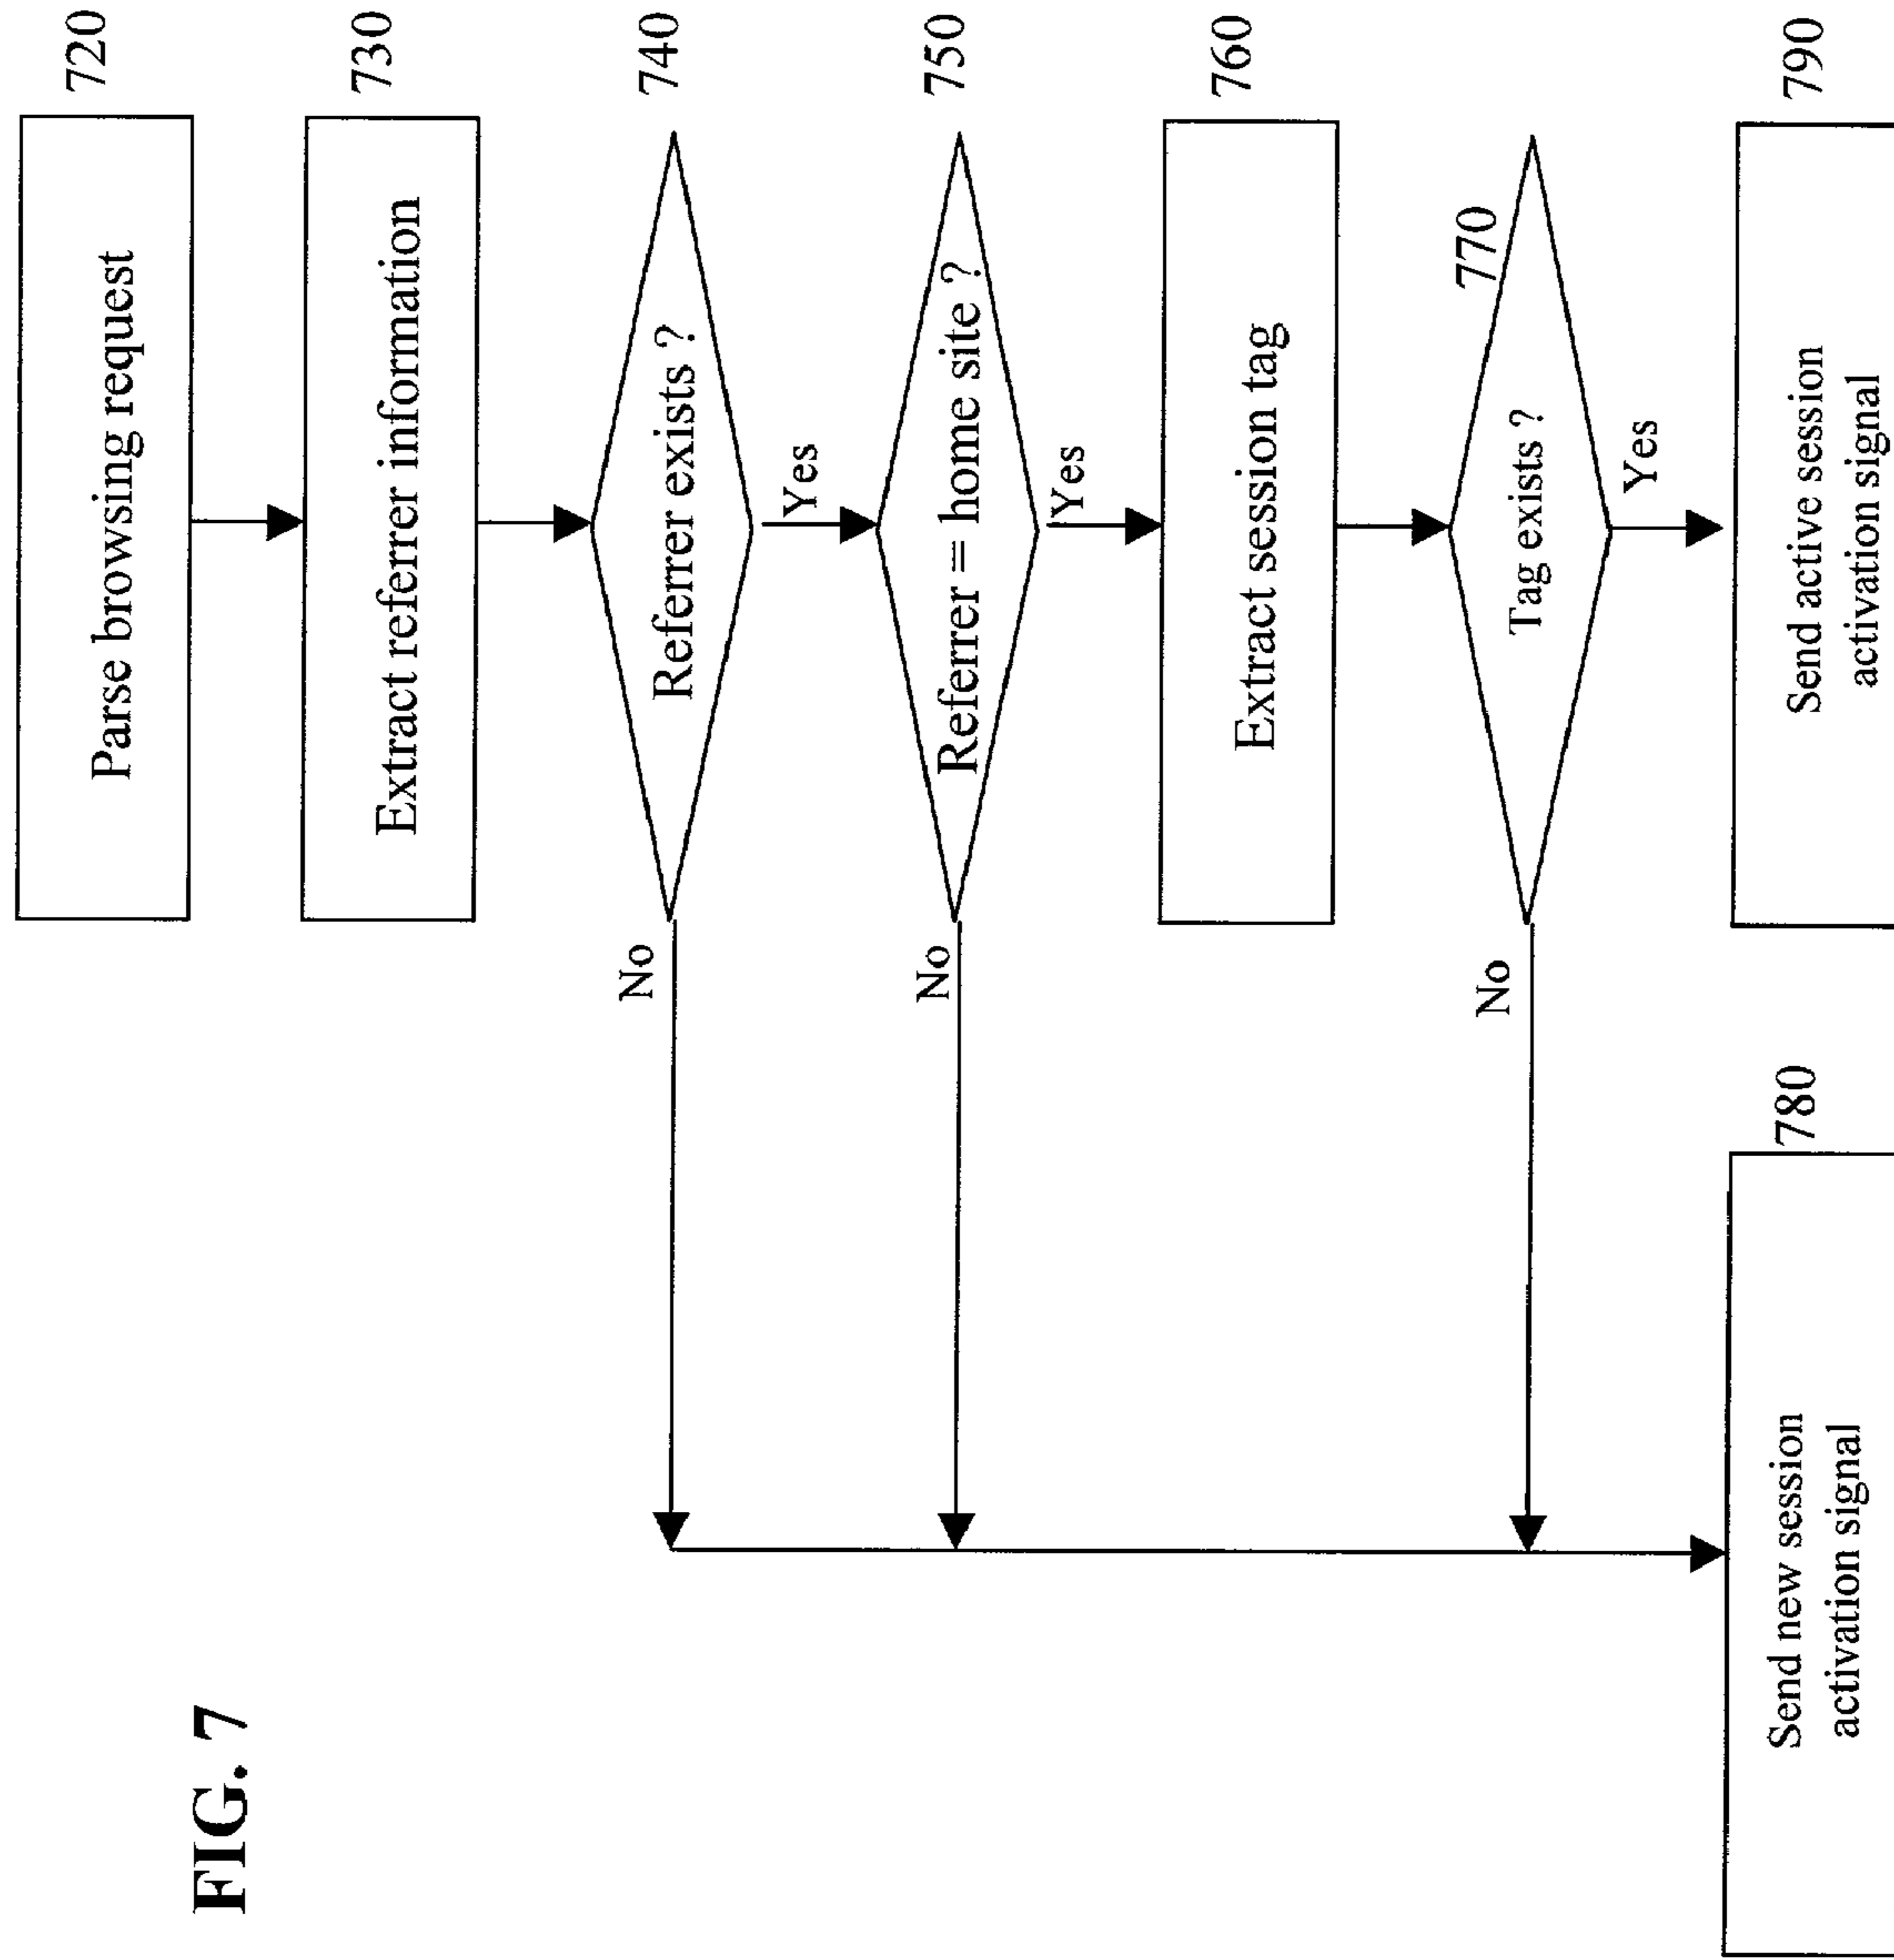 FIG. 7
Parse browsing request
720
Extract referrer information
730
Referrer exists ?
740
No
Yes
Referrer = home site ?
750
No
Yes
Extract session tag
760
Tag exists ?
770
No
Yes
Send new session
activation signal
780
Send active session
activation signal
790